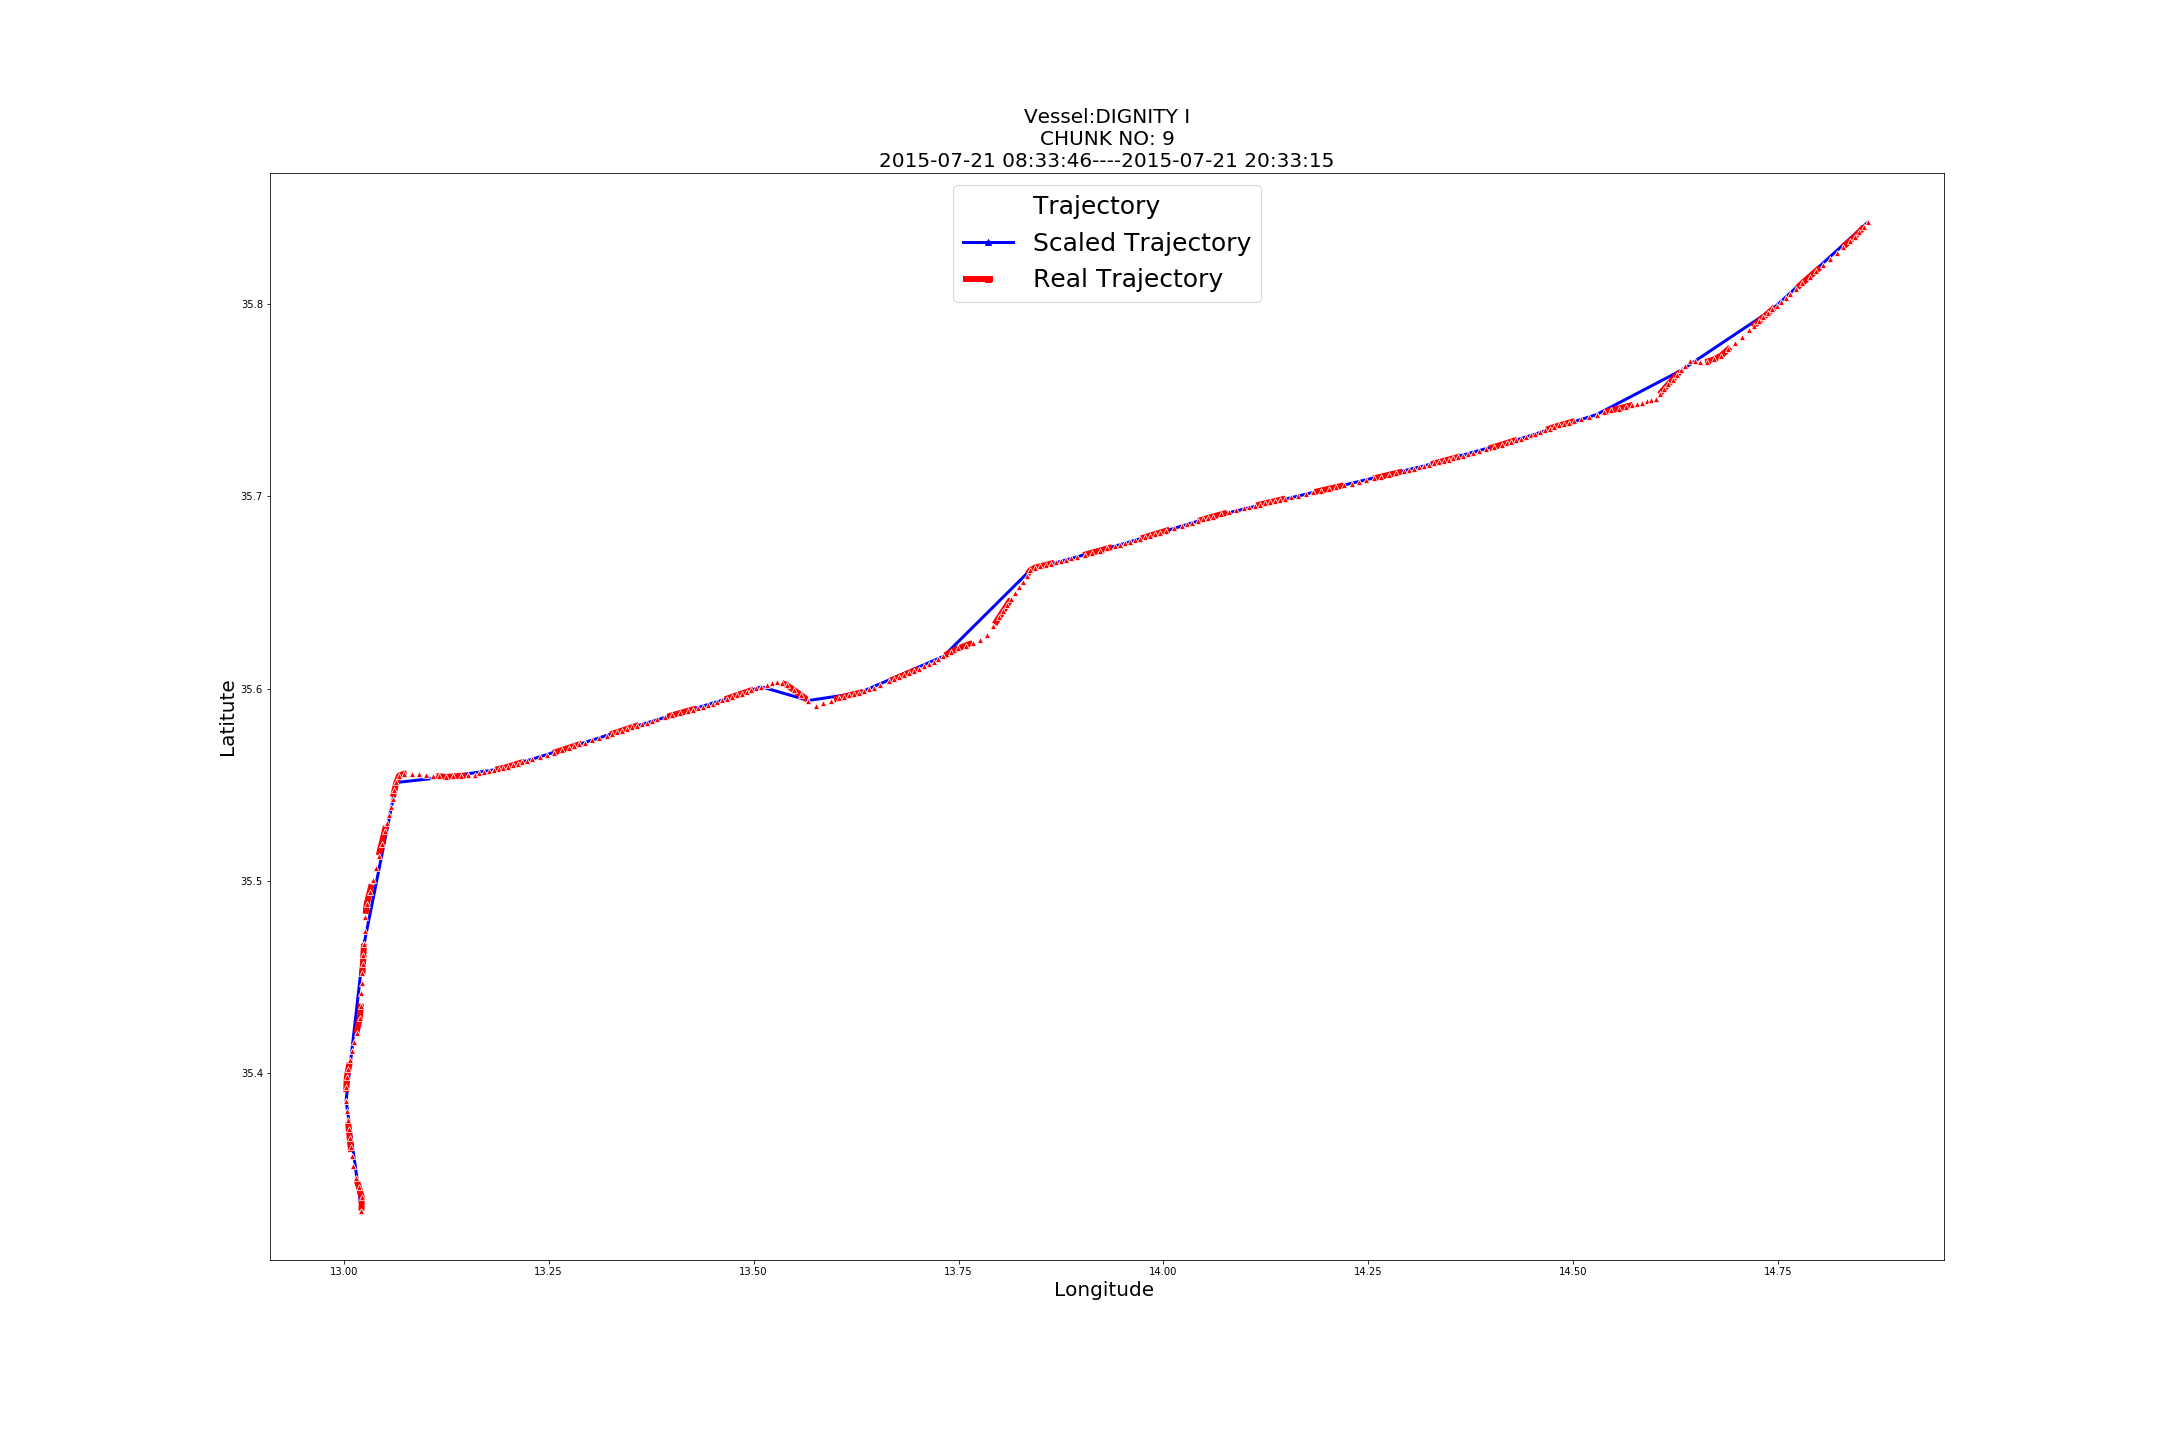 Vessel:DIGNITY I
CHUNK NO: 9
2015-07-21 08:33:46----2015-07-21 20:33:15
Trajectory
Scaled Trajectory
Real Trajectory
Latitute
35.8
35.7
35.6
35.5
35.4
13.00 13.25 13.50 13.75 14.00 14.25 14.50 14.75
Longitude